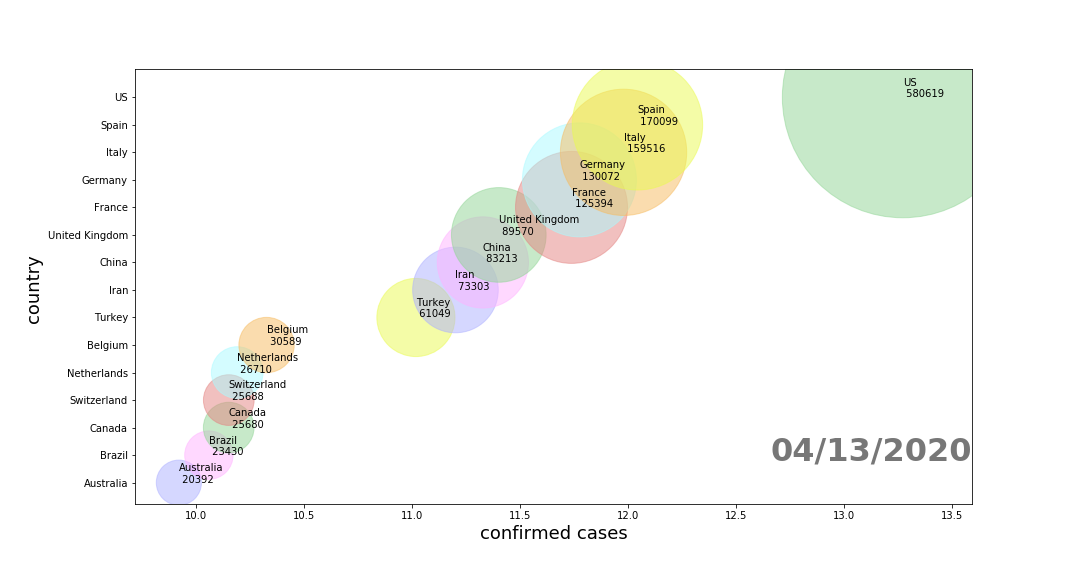 US
Spain
Italy
Germany
France
United Kingdom
China
Iran
Turkey
Belgium
Netherlands
Switzerland
Canada
Brazil
Australia
country
US
580619
Spain
170099
Italy
159516
Germany
130072
France
125394
United Kingdom
89570
China
83213
Iran
73303
Turkey
61049
Belgium
30589
Netherlands
26710
Switzerland
25688
Canada
25680
Brazil
23430
Australia
20392
04/13/2020
10.0 10.5 11.0 11.5 12.0 12.5 13.0 13.5
confirmed cases